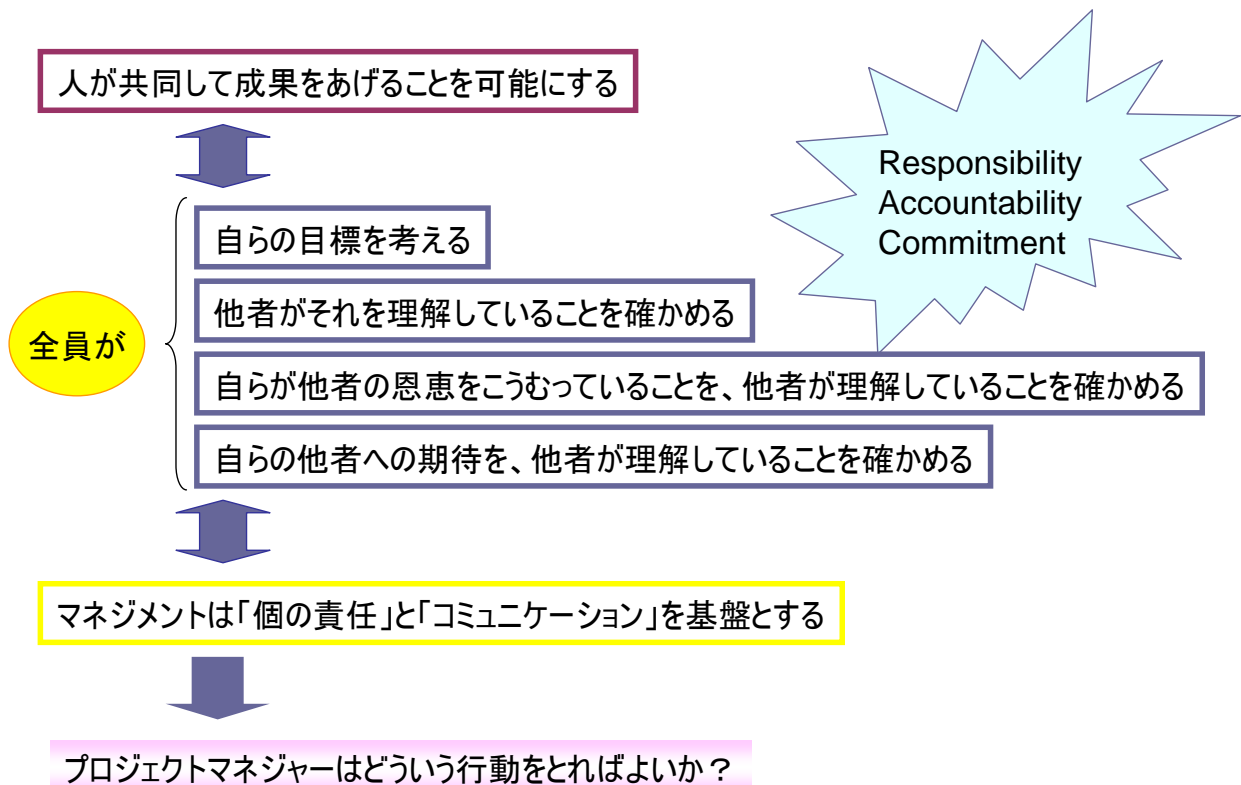 人が共同して成果をあげることを可能にする
Responsibility
Accountability
Commitment
全員が
自らの目標を考える
他者がそれを理解していることを確かめる
自らが他者の恩恵をこうむっていることを、他者が理解していることを確かめる
自らの他者への期待を、他者が理解していることを確かめる
マネジメントは「個の責任」と「コミュニケーション」を基盤とする
プロジェクトマネジャーはどういう行動をとればよいか？